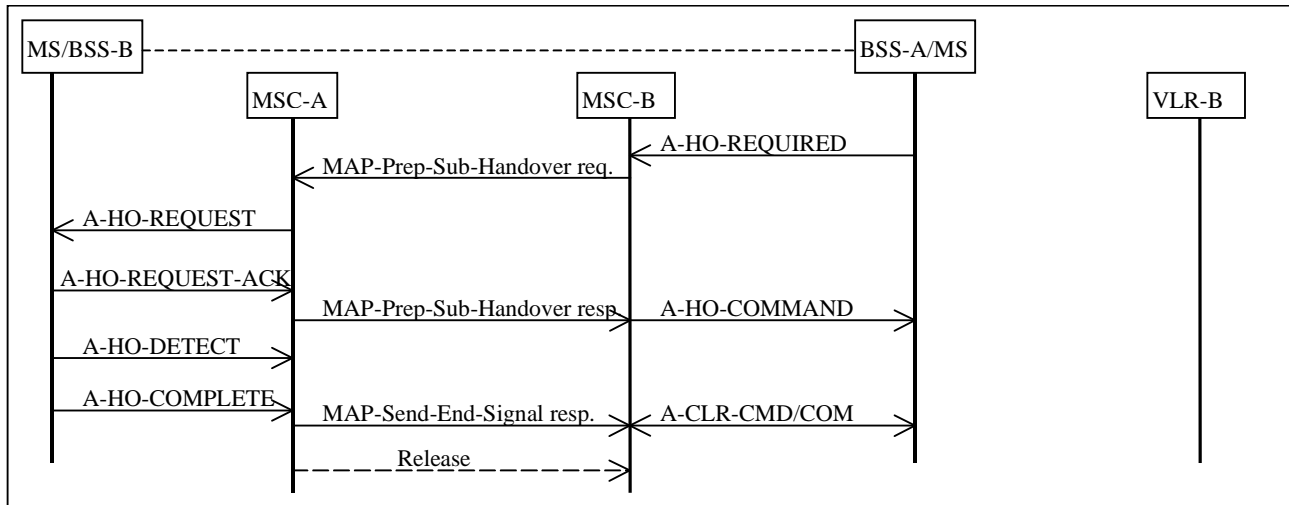 MS/BSS-B
BSS-A/MS
MSC-A
MSC-B
VLR-B
A-HO-REQUIRED
MAP-Prep-Sub-Handover req.
A-HO-REQUEST
A-HO-REQUEST-ACK
MAP-Prep-Sub-Handover resp
A-HO-COMMAND
A-HO-DETECT
A-HO-COMPLETE
MAP-Send-End-Signal resp.
A-CLR-CMD/COM
Release